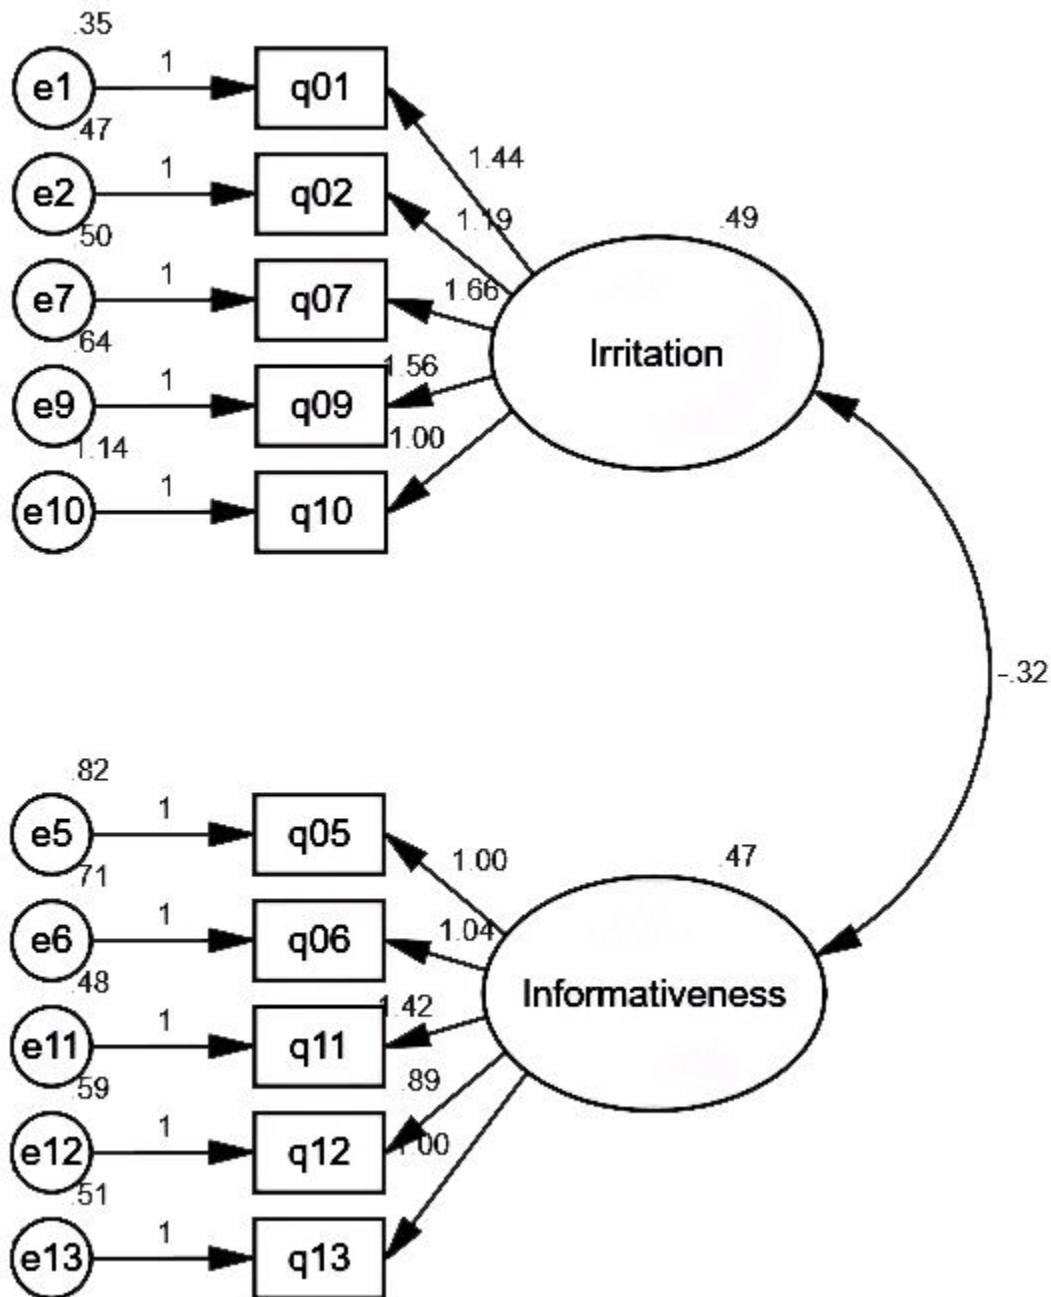 .35
e1 1 q01
1.44
.47
e2 1 q02
1.19
.49
.50
e7 1 q07
1.66
Irritation
.64
e9 1 q09
1.56
1.00
1.14
e10 1 q10
-.32
.82
e5 1 q05
1.00
.47
.71
e6 1 q06
1.04
Informativeness
.48
e11 1 q11
1.42
.89
.59
e12 1 q12
1.00
.51
e13 1 q13